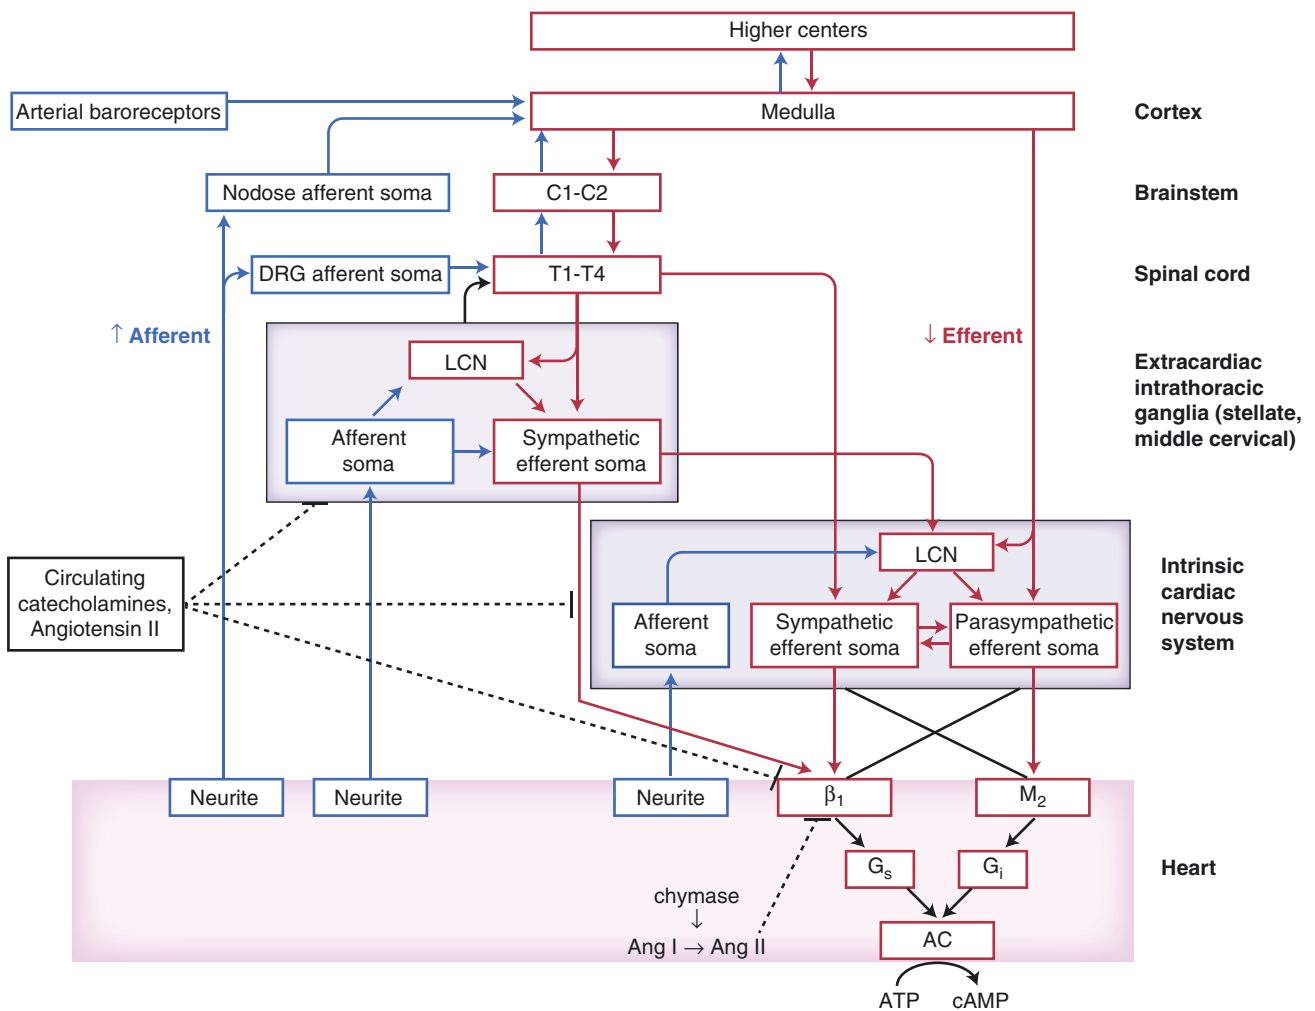 Higher centers
Arterial baroreceptors
Medulla
Cortex
Nodose afferent soma
C1-C2
Brainstem
DRG afferent soma
T1-T4
Spinal cord
↑ Afferent
↓ Efferent
LCN
Extracardiac
intrathoracic
ganglia (stellate,
middle cervical)
Afferent
soma
Sympathetic
efferent soma
Circulating
catecholamines,
Angiotensin II
LCN
Afferent
soma
Sympathetic
efferent soma
Parasympathetic
efferent soma
Intrinsic
cardiac
nervous
system
Neurite
Neurite
Neurite
β₁
M₂
Gₛ
Gᵢ
Heart
chymase
↓
Ang I → Ang II
AC
ATP
cAMP